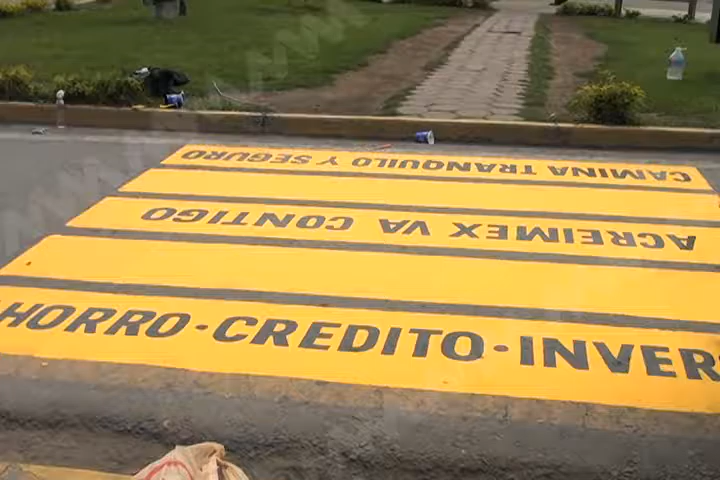 CAMINA TRANQUILO Y SEGURO
ACREIMEX VA CONTIGO
HORRO · CREDITO · INVER